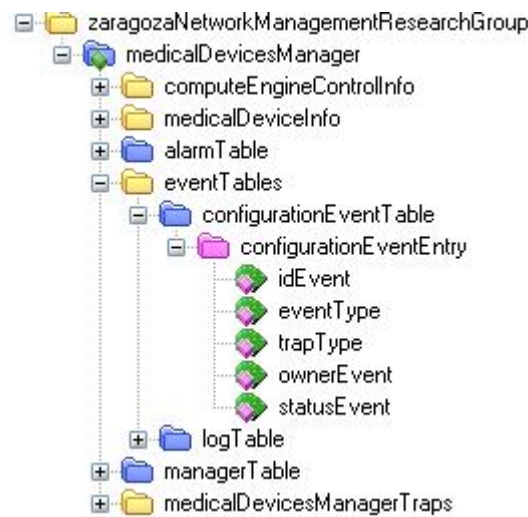 zaragozaNetworkManagementResearchGroup
medicalDevicesManager
computeEngineControlInfo
medicalDeviceInfo
alarmTable
eventTables
configurationEventTable
configurationEventEntry
idEvent
eventType
trapType
ownerEvent
statusEvent
logTable
managerTable
medicalDevicesManagerTraps